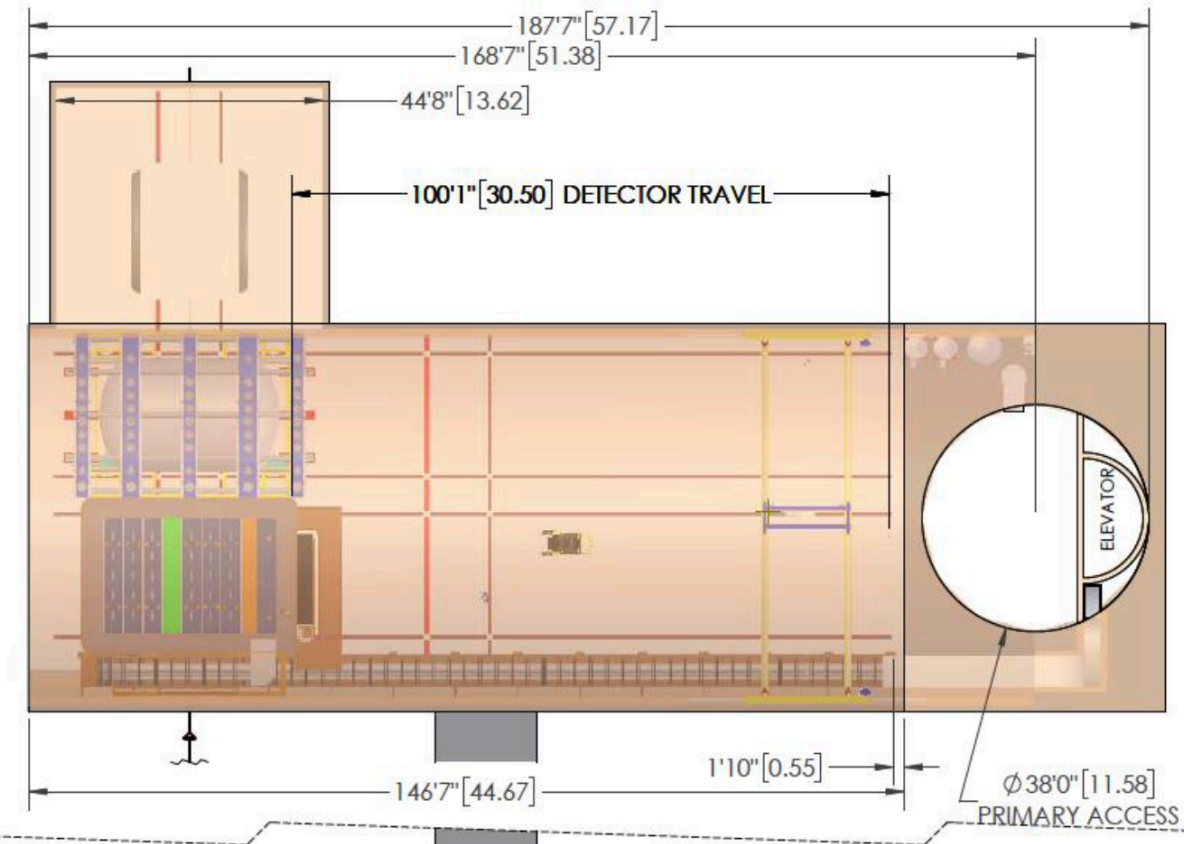 187'7"[57.17]
168'7"[51.38]
44'8"[13.62]
100'1"[30.50] DETECTOR TRAVEL
ELEVATOR
1'10"[0.55]
146'7"[44.67]
Ø38'0"[11.58]
PRIMARY ACCESS